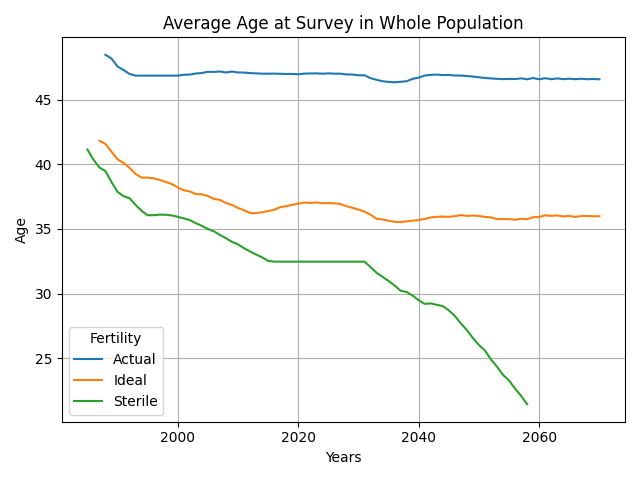 Average Age at Survey in Whole Population
45
40
35
30
25
Age
Fertility
Actual
Ideal
Sterile
2000
2020
2040
2060
Years